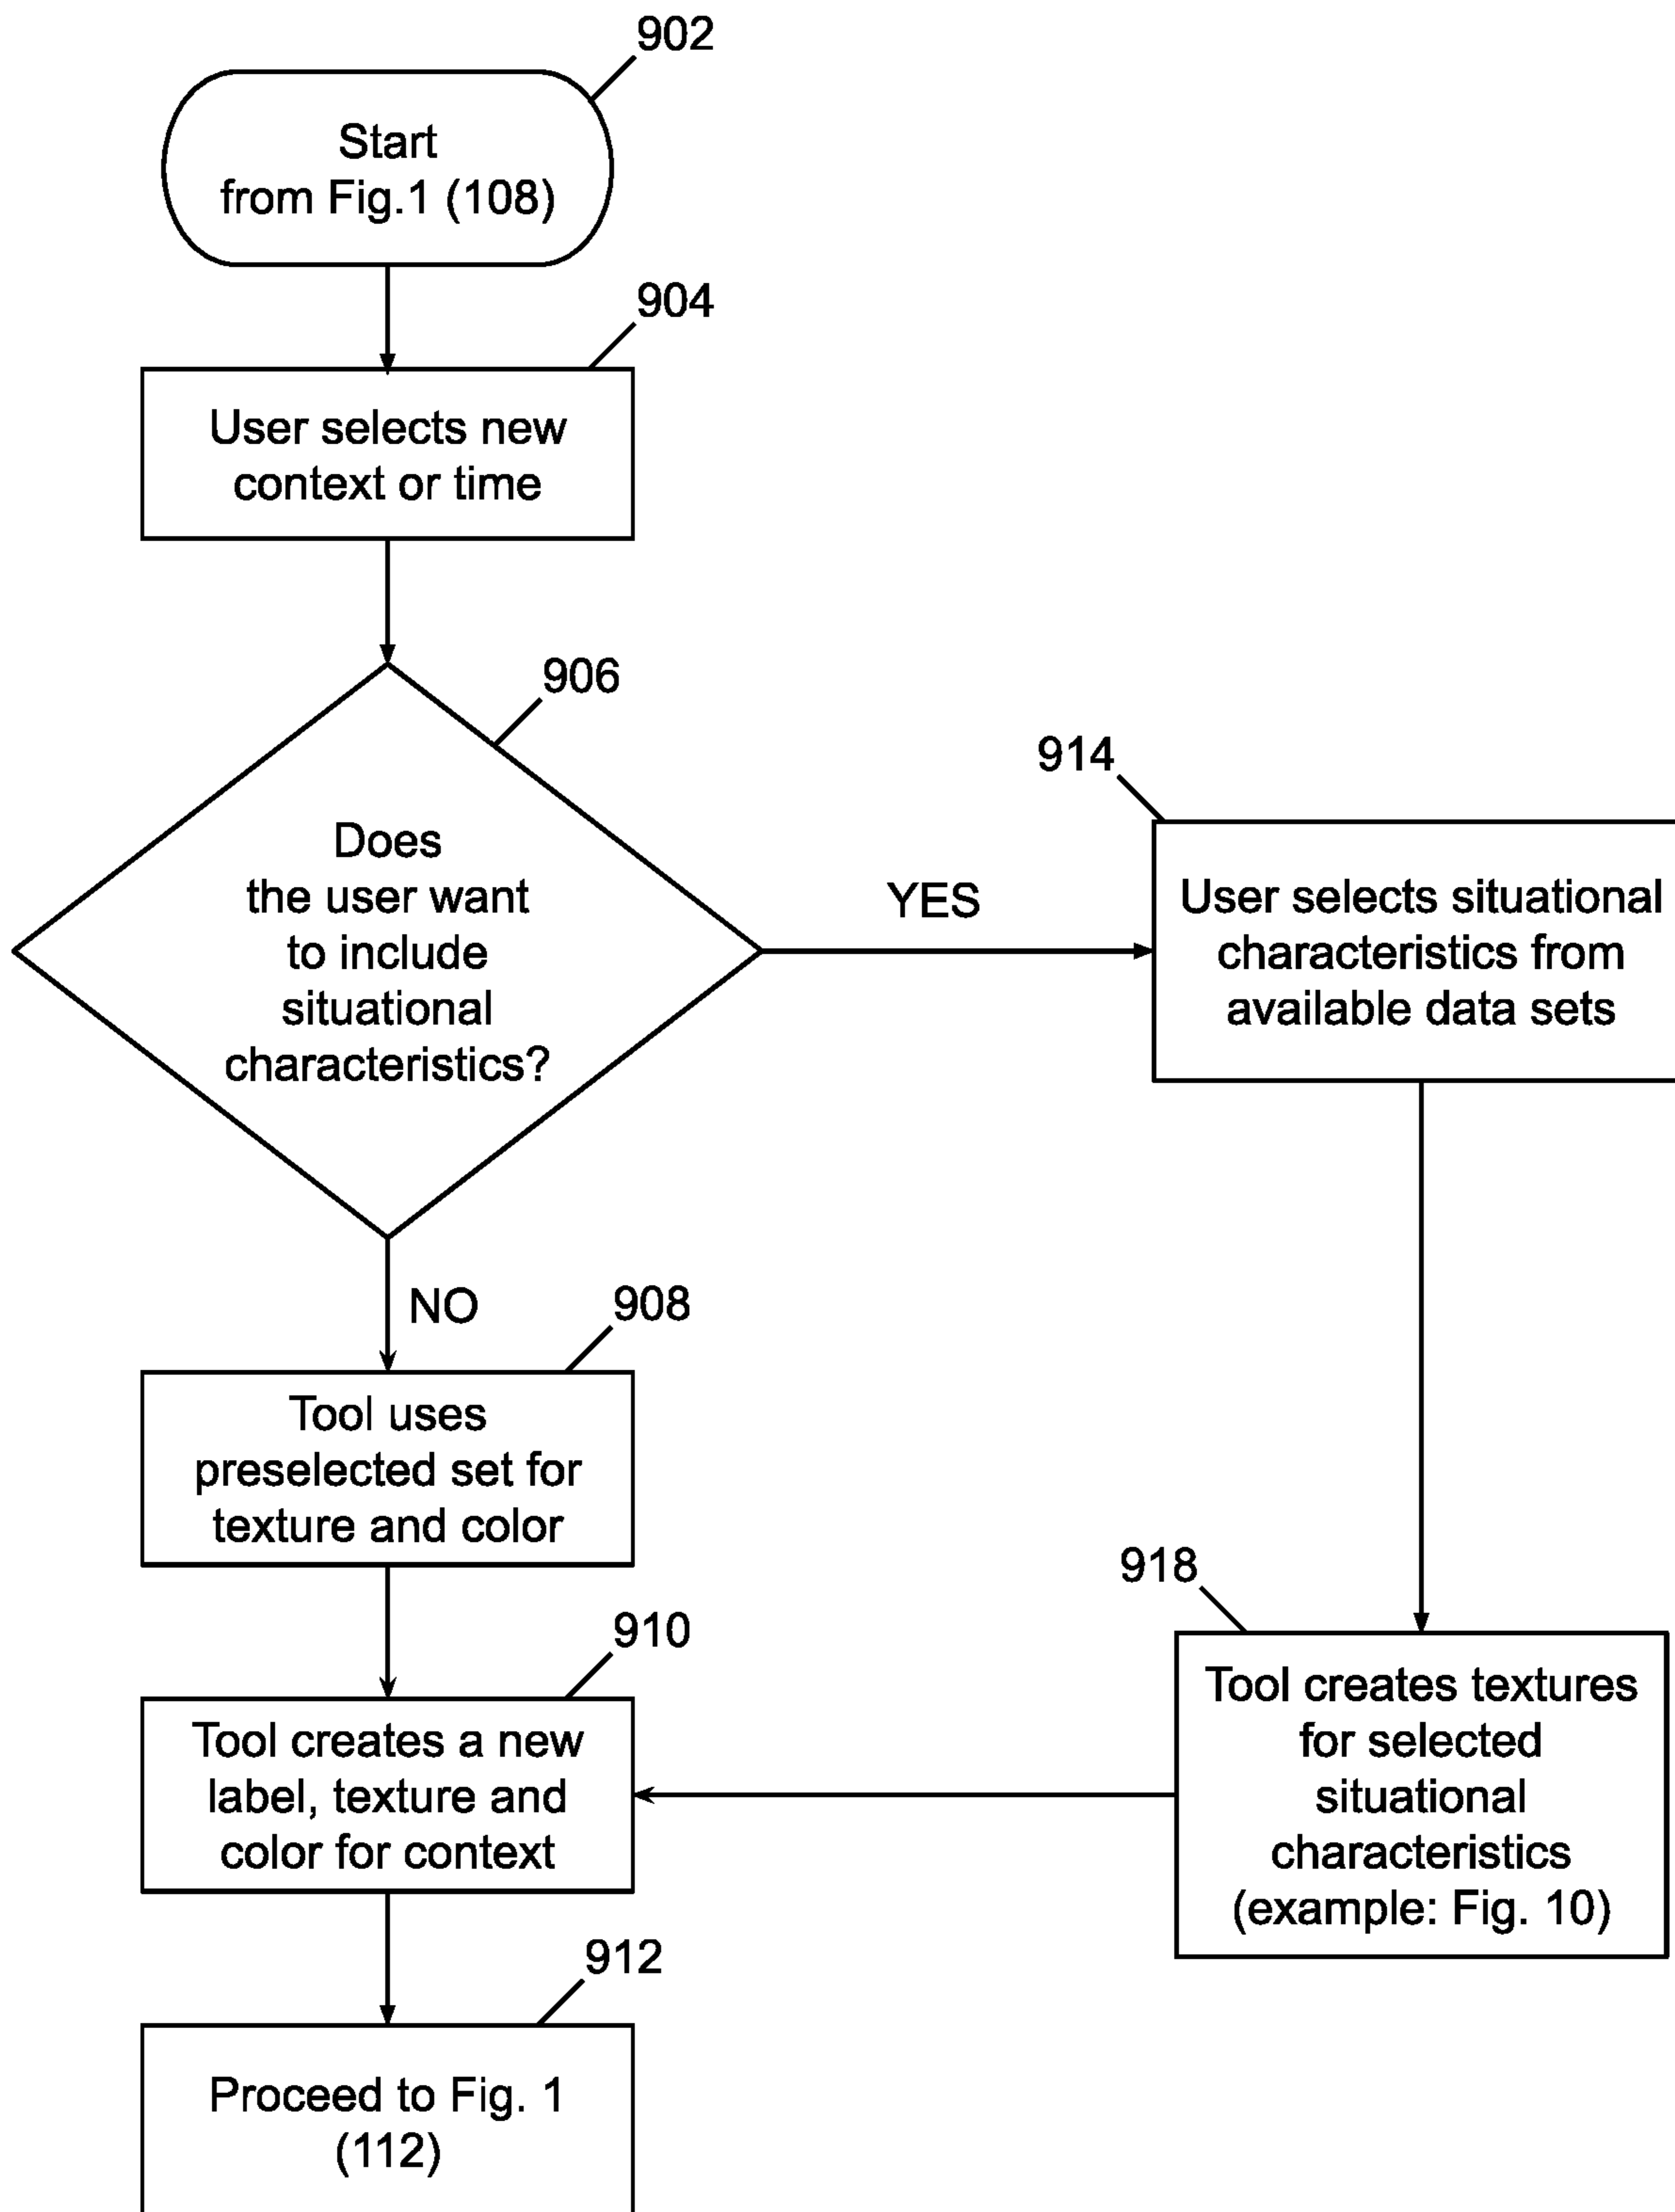 902
Start
from Fig.1 (108)
904
User selects new
context or time
906
Does
the user want
to include
situational
characteristics?
YES
914
User selects situational
characteristics from
available data sets
NO
908
Tool uses
preselected set for
texture and color
918
Tool creates textures
for selected
situational
characteristics
(example: Fig. 10)
910
Tool creates a new
label, texture and
color for context
912
Proceed to Fig. 1
(112)